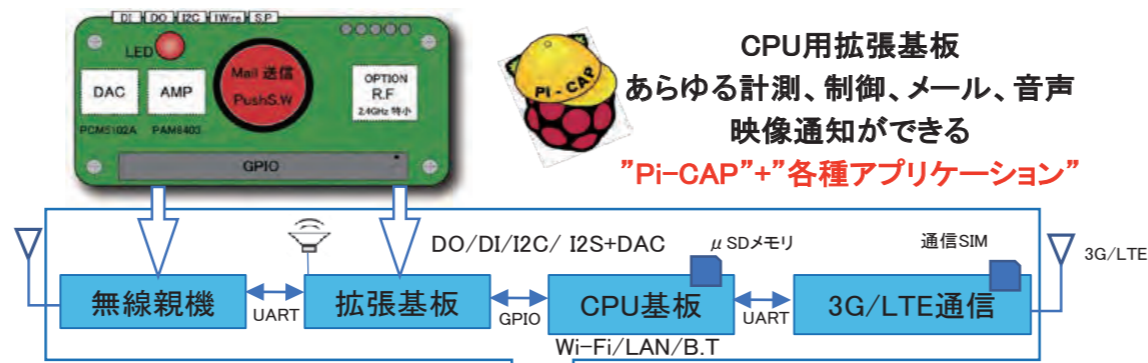 DI DO I2C 1Wire S.P
LED
DAC
AMP
Mail 送信
PushS.W
OPTION
R.F
2.4GHz 特小
PCM5102A
PAM8403
GPIO
PI-CAP
CPU用拡張基板
あらゆる計測、制御、メール、音声
映像通知ができる
”Pi-CAP”+”各種アプリケーション”
DO/DI/I2C/ I2S+DAC
μSDメモリ
通信SIM
3G/LTE
無線親機
UART
拡張基板
GPIO
CPU基板
UART
3G/LTE通信
Wi-Fi/LAN/B.T